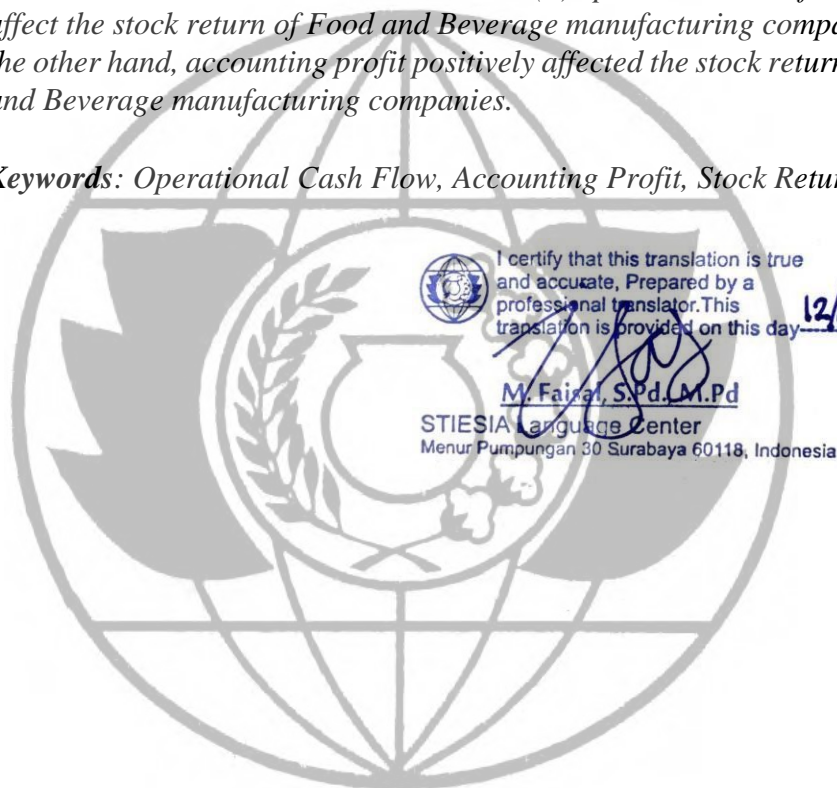 affect the stock return of Food and Beverage manufacturing compa
he other hand, accounting profit positively affected the stock return
and Beverage manufacturing companies.
Keywords: Operational Cash Flow, Accounting Profit, Stock Retur
I certify that this translation is true
and accurate, Prepared by a
professional translator.This
translation is provided on this day 12/
M. Faisal, S.Pd., M.Pd
STIESIA Language Center
Menur Pumpungan 30 Surabaya 60118, Indonesia